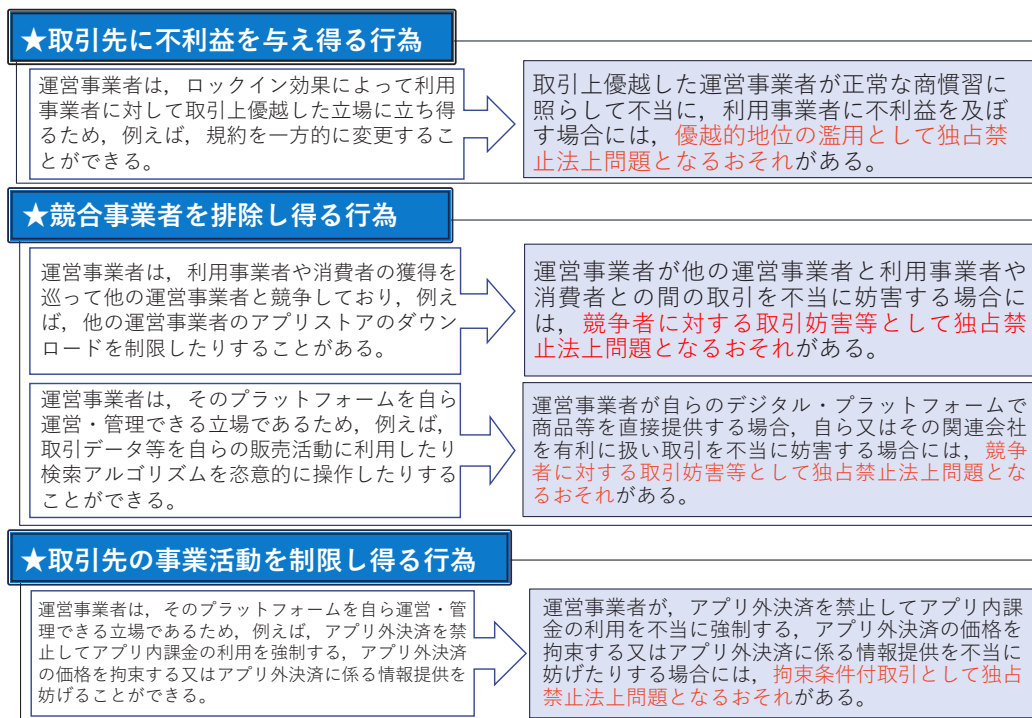 ★取引先に不利益を与え得る行為
運営事業者は，ロックイン効果によって利用
事業者に対して取引上優越した立場に立ち得
るため，例えば，規約を一方的に変更するこ
とができる。
取引上優越した運営事業者が正常な商慣習に
照らして不当に，利用事業者に不利益を及ぼ
す場合には，優越的地位の濫用として独占禁
止法上問題となるおそれがある。
★競合事業者を排除し得る行為
運営事業者は，利用事業者や消費者の獲得を
巡って他の運営事業者と競争しており，例え
ば，他の運営事業者のアプリストアのダウン
ロードを制限したりすることがある。
運営事業者が他の運営事業者と利用事業者や
消費者との間の取引を不当に妨害する場合に
は，競争者に対する取引妨害等として独占禁
止法上問題となるおそれがある。
運営事業者は，そのプラットフォームを自ら
運営・管理できる立場であるため，例えば，
取引データ等を自らの販売活動に利用したり
検索アルゴリズムを恣意的に操作したりする
ことができる。
運営事業者が自らのデジタル・プラットフォームで
商品等を直接提供する場合，自ら又はその関連会社
を有利に扱い取引を不当に妨害する場合には，競争
者に対する取引妨害等として独占禁止法上問題とな
るおそれがある。
★取引先の事業活動を制限し得る行為
運営事業者は，そのプラットフォームを自ら運営・管
理できる立場であるため，例えば，アプリ外決済を禁
止してアプリ内課金の利用を強制する，アプリ外決済
の価格を拘束する又はアプリ外決済に係る情報提供を
妨げることができる。
運営事業者が，アプリ外決済を禁止してアプリ内課
金の利用を不当に強制する，アプリ外決済の価格を
拘束する又はアプリ外決済に係る情報提供を不当に
妨げたりする場合には，拘束条件付取引として独占
禁止法上問題となるおそれがある。